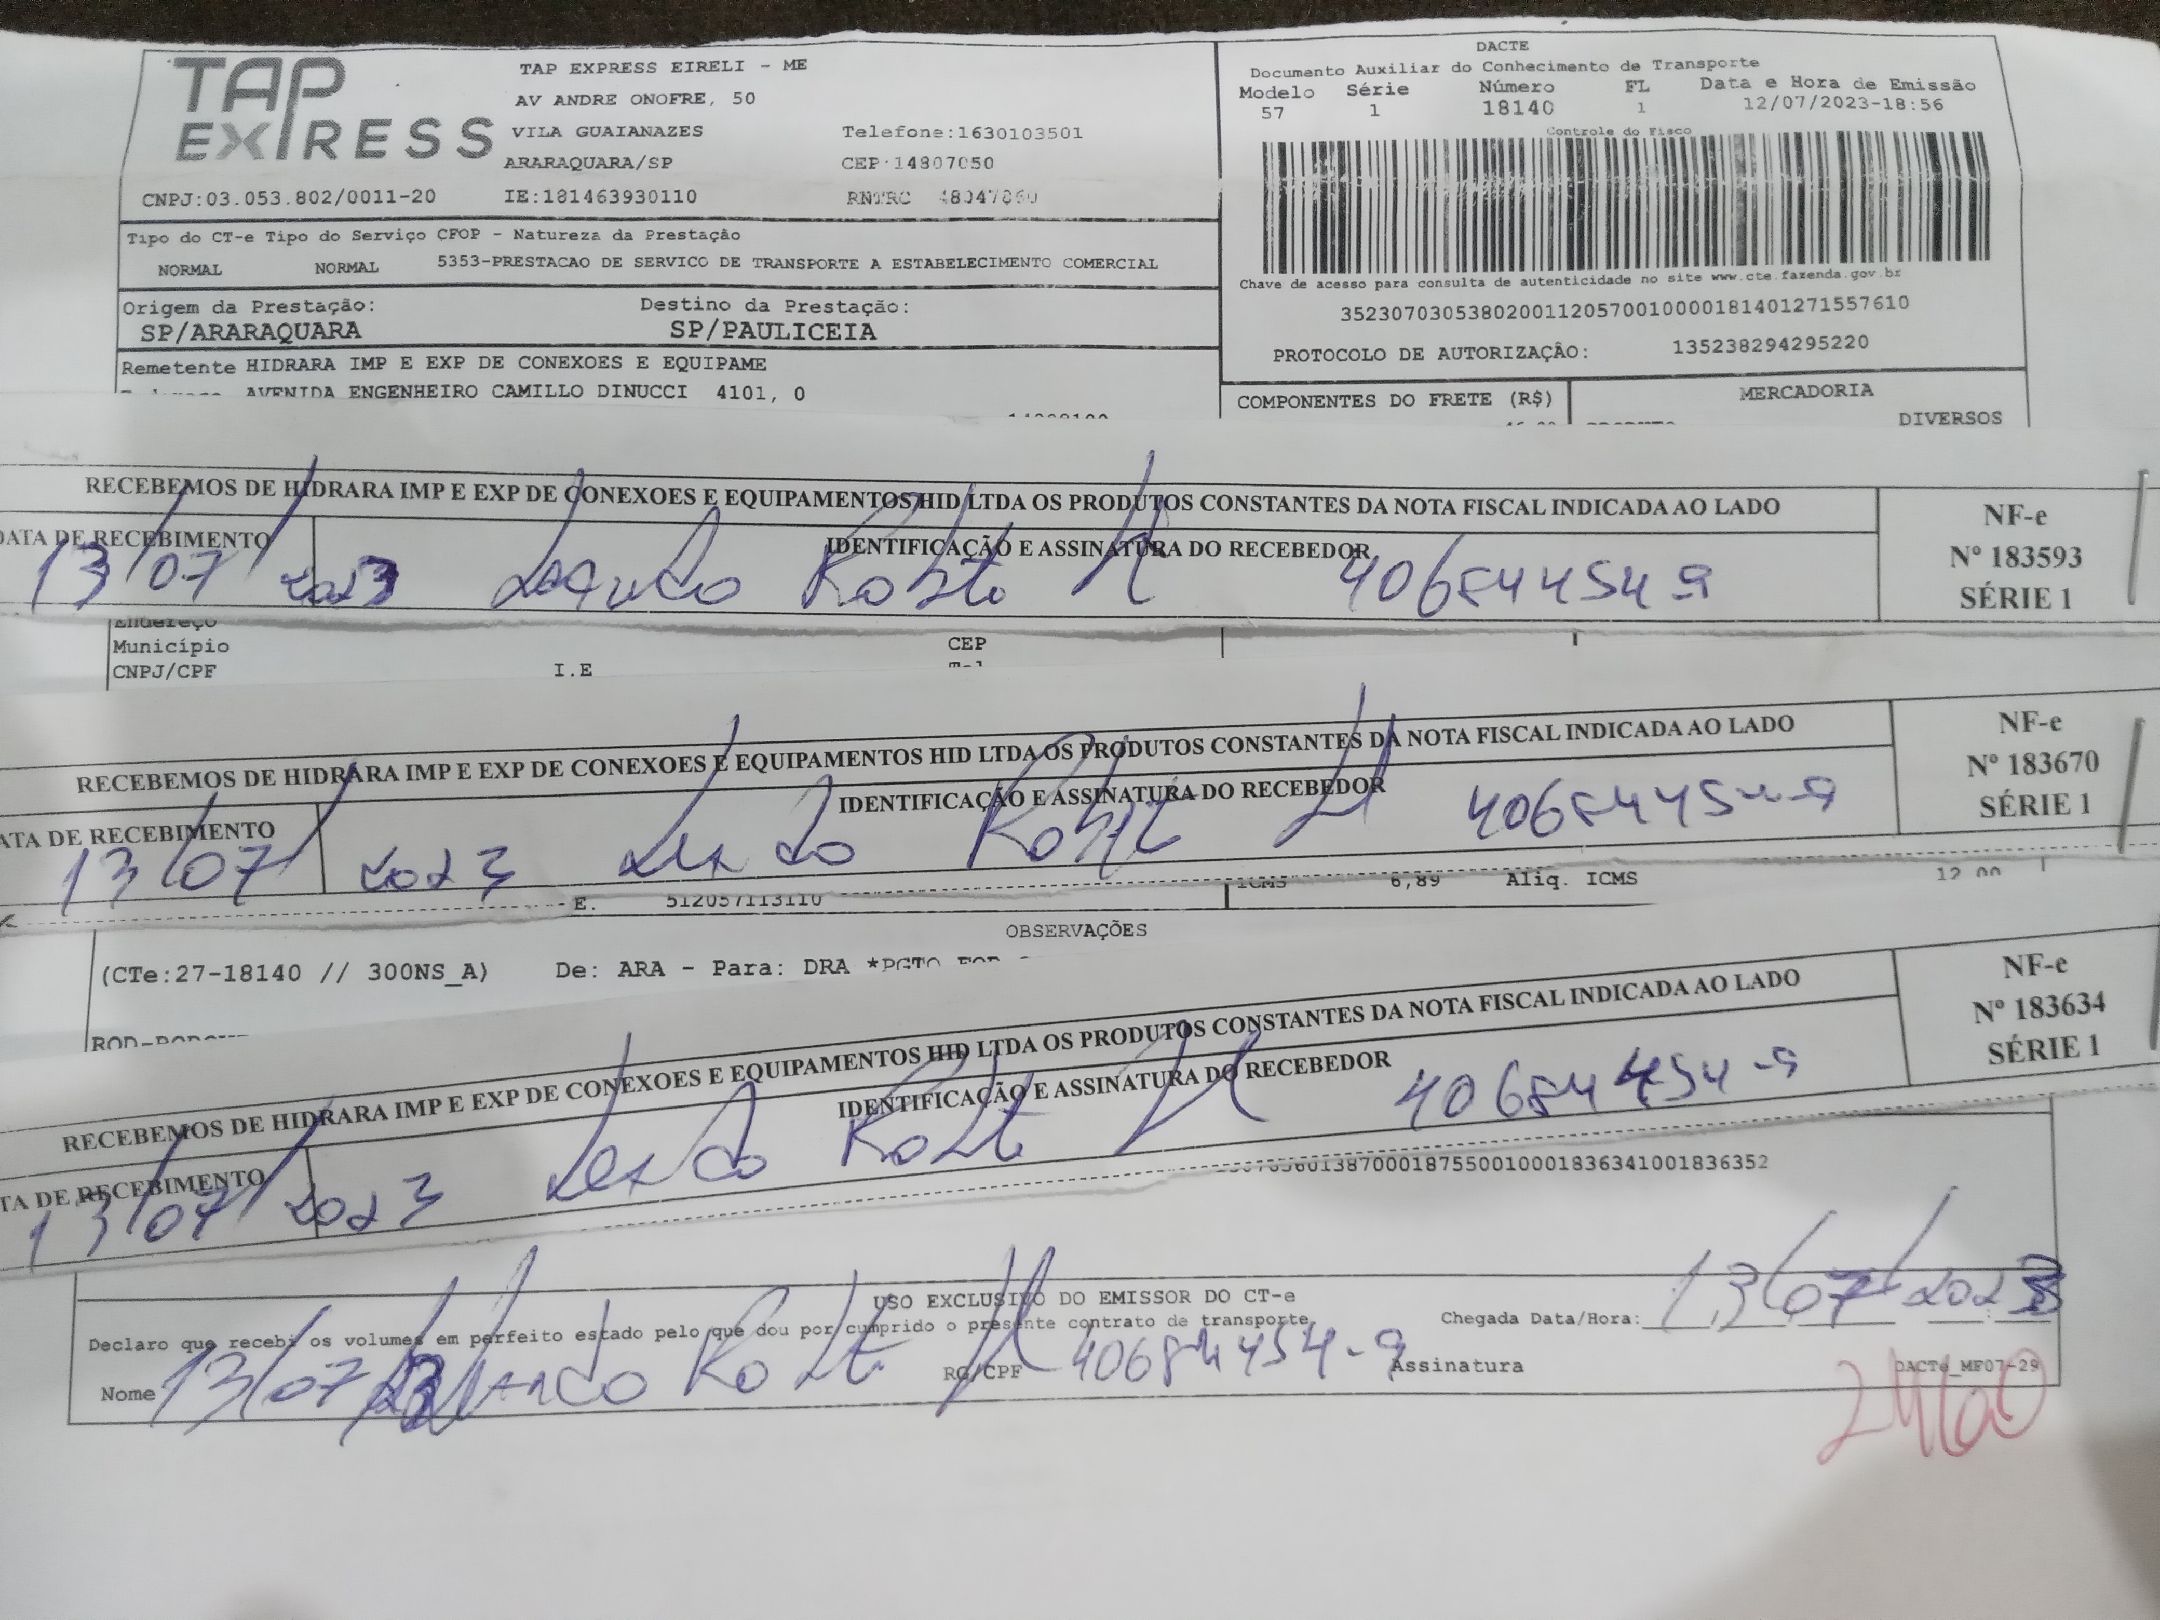 TAP EXPRESS
TAP EXPRESS EIRELI - ME
AV ANDRE ONOFRE, 50
VILA GUAIANAZES Telefone:1630103501
ARARAQUARA/SP CEP:14807050
CNPJ:03.053.802/0011-20 IE:181463930110 RNTRC
DACTE
Documento Auxiliar do Conhecimento de Transporte
Modelo Série Número FL Data e Hora de Emissão
57 1 18140 1 12/07/2023-18:56
Controle do Fisco
Chave de acesso para consulta de autenticidade no site www.cte.fazenda.gov.br
35230703053802001120570010000181401271557610
PROTOCOLO DE AUTORIZAÇÃO: 135238294295220
Tipo do CT-e Tipo do Serviço CFOP - Natureza da Prestação
NORMAL NORMAL 5353-PRESTACAO DE SERVICO DE TRANSPORTE A ESTABELECIMENTO COMERCIAL
Origem da Prestação: Destino da Prestação:
SP/ARARAQUARA SP/PAULICEIA
Remetente HIDRARA IMP E EXP DE CONEXOES E EQUIPAME
AVENIDA ENGENHEIRO CAMILLO DINUCCI 4101, 0
COMPONENTES DO FRETE (R$) MERCADORIA
DIVERSOS
RECEBEMOS DE HIDRARA IMP E EXP DE CONEXOES E EQUIPAMENTOS HID LTDA OS PRODUTOS CONSTANTES DA NOTA FISCAL INDICADA AO LADO
DATA DE RECEBIMENTO IDENTIFICAÇÃO E ASSINATURA DO RECEBEDOR
13/07/2023 40684454-9
NF-e
Nº 183593
SÉRIE 1
Endereço
Município CEP
CNPJ/CPF I.E
RECEBEMOS DE HIDRARA IMP E EXP DE CONEXOES E EQUIPAMENTOS HID LTDA OS PRODUTOS CONSTANTES DA NOTA FISCAL INDICADA AO LADO
ATA DE RECEBIMENTO IDENTIFICAÇÃO E ASSINATURA DO RECEBEDOR
13/07/2023 40684454-9
NF-e
Nº 183670
SÉRIE 1
E. 512057113110 ICMS 6,89 Aliq. ICMS 12,00
OBSERVAÇÕES
(CTe:27-18140 // 300NS_A) De: ARA - Para: DRA *PGTO
RECEBEMOS DE HIDRARA IMP E EXP DE CONEXOES E EQUIPAMENTOS HID LTDA OS PRODUTOS CONSTANTES DA NOTA FISCAL INDICADA AO LADO
TA DE RECEBIMENTO IDENTIFICAÇÃO E ASSINATURA DO RECEBEDOR
13/07/2023 40684454-9
NF-e
Nº 183634
SÉRIE 1
USO EXCLUSIVO DO EMISSOR DO CT-e
Declaro que recebi os volumes em perfeito estado pelo que dou por cumprido o presente contrato de transporte
Chegada Data/Hora: 13/07/2023
Nome 13/07/23 RG/CPF 40684454-9 Assinatura DACTe_MF07-29